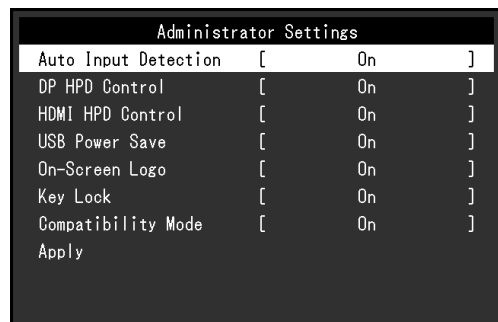 Administrator Settings
Auto Input Detection [ On ]
DP HPD Control [ On ]
HDMI HPD Control [ On ]
USB Power Save [ On ]
On-Screen Logo [ On ]
Key Lock [ On ]
Compatibility Mode [ On ]
Apply